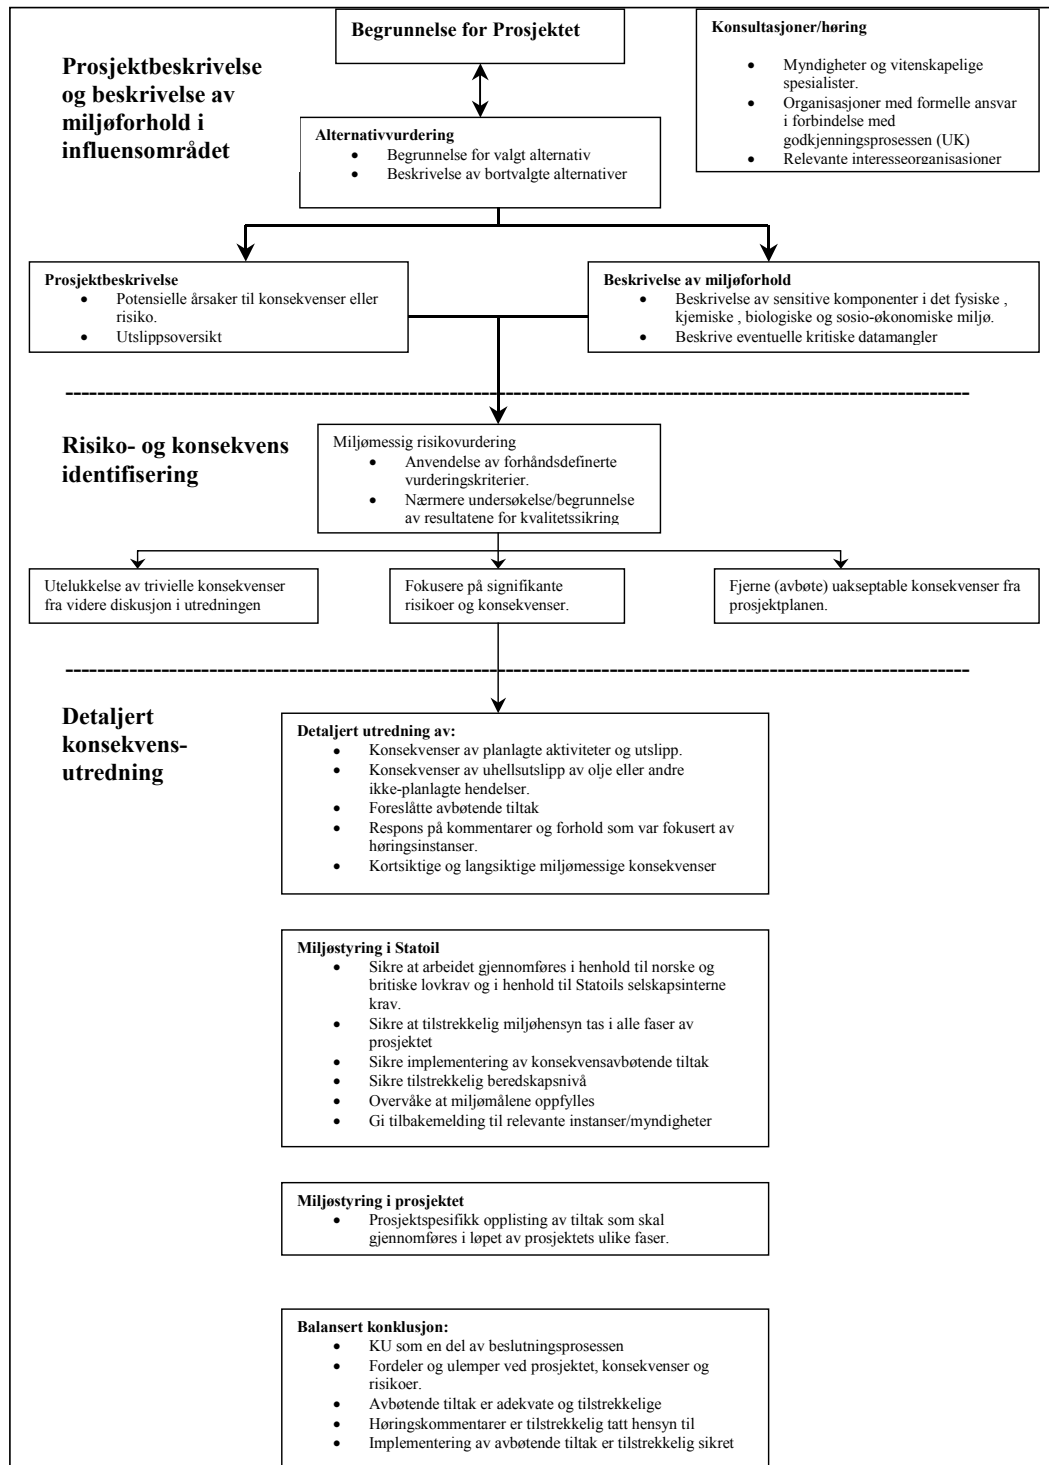 Begrunnelse for Prosjektet
Konsultasjoner/høring
• Myndigheter og vitenskapelige
spesialister.
• Organisasjoner med formelle ansvar
i forbindelse med
godkjenningsprosessen (UK)
• Relevante interesseorganisasjoner
Prosjektbeskrivelse
og beskrivelse av
miljøforhold i
influensområdet
Alternativvurdering
• Begrunnelse for valgt alternativ
• Beskrivelse av bortvalgte alternativer
Prosjektbeskrivelse
• Potensielle årsaker til konsekvenser eller
risiko.
• Utslippsoversikt
Beskrivelse av miljøforhold
• Beskrivelse av sensitive komponenter i det fysiske ,
kjemiske , biologiske og sosio-økonomiske miljø.
• Beskrive eventuelle kritiske datamangler
Risiko- og konsekvens
identifisering
Miljømessig risikovurdering
• Anvendelse av forhåndsdefinerte
vurderingskriterier.
• Nærmere undersøkelse/begrunnelse
av resultatene for kvalitetssikring
Utelukkelse av trivielle konsekvenser
fra videre diskusjon i utredningen
Fokusere på signifikante
risikoer og konsekvenser.
Fjerne (avbøte) uakseptable konsekvenser fra
prosjektplanen.
Detaljert
konsekvens-
utredning
Detaljert utredning av:
• Konsekvenser av planlagte aktiviteter og utslipp.
• Konsekvenser av uhellsutslipp av olje eller andre
ikke-planlagte hendelser.
• Foreslåtte avbøtende tiltak
• Respons på kommentarer og forhold som var fokusert av
høringsinstanser.
• Kortsiktige og langsiktige miljømessige konsekvenser
Miljøstyring i Statoil
• Sikre at arbeidet gjennomføres i henhold til norske og
britiske lovkrav og i henhold til Statoils selskapsinterne
krav.
• Sikre at tilstrekkelig miljøhensyn tas i alle faser av
prosjektet
• Sikre implementering av konsekvensavbøtende tiltak
• Sikre tilstrekkelig beredskapsnivå
• Overvåke at miljømålene oppfylles
• Gi tilbakemelding til relevante instanser/myndigheter
Miljøstyring i prosjektet
• Prosjektspesifikk opplisting av tiltak som skal
gjennomføres i løpet av prosjektets ulike faser.
Balansert konklusjon:
• KU som en del av beslutningsprosessen
• Fordeler og ulemper ved prosjektet, konsekvenser og
risikoer.
• Avbøtende tiltak er adekvate og tilstrekkelige
• Høringskommentarer er tilstrekkelig tatt hensyn til
• Implementering av avbøtende tiltak er tilstrekkelig sikret